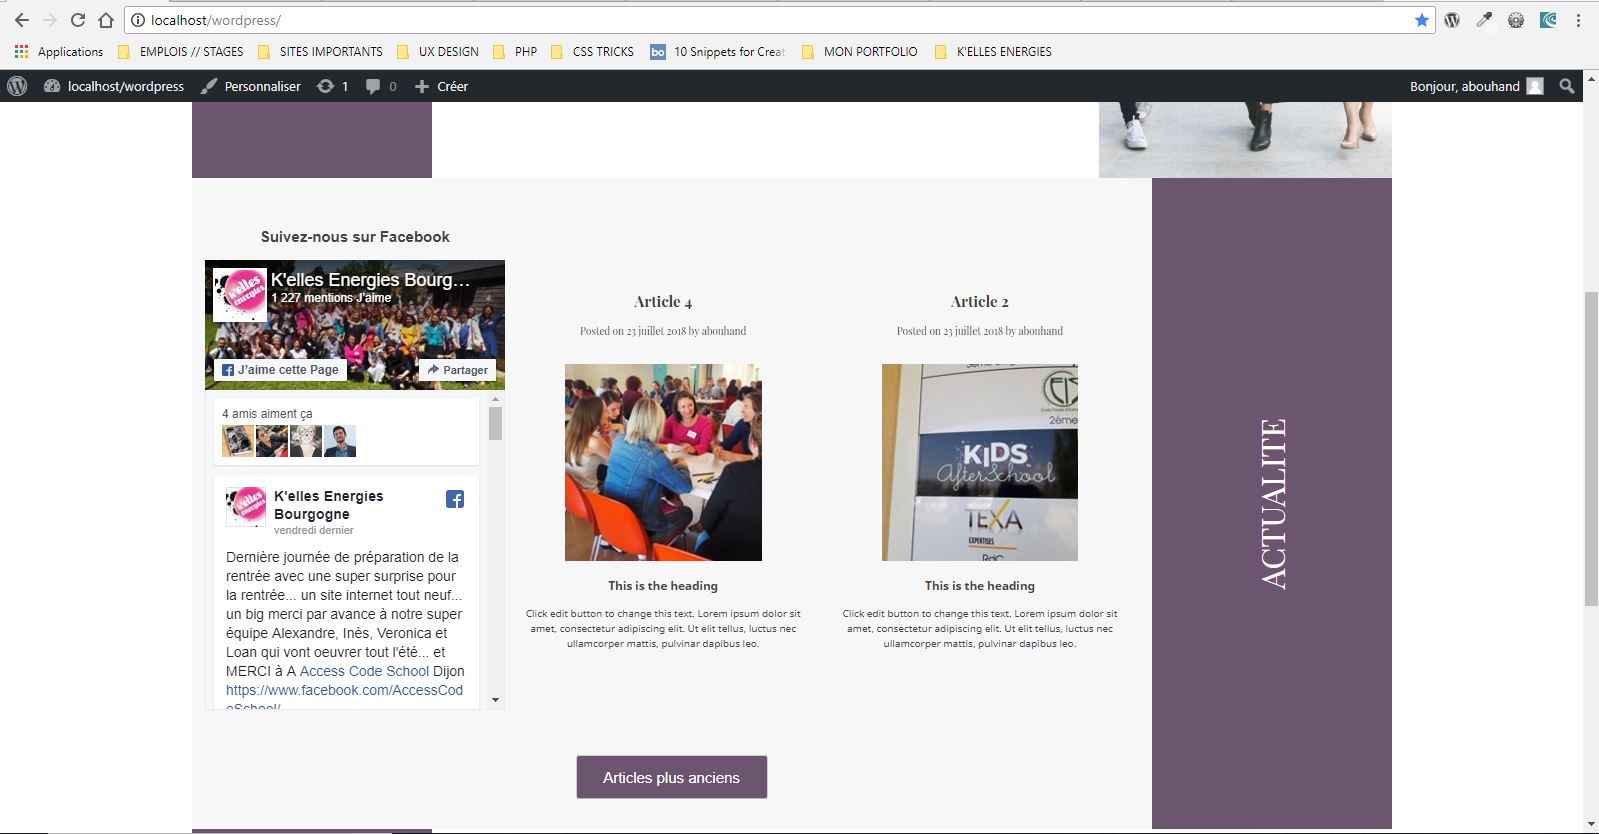 localhost/wordpress/
Applications EMPLOIS // STAGES SITES IMPORTANTS UX DESIGN PHP CSS TRICKS bo 10 Snippets for Creat MON PORTFOLIO K'ELLES ENERGIES
localhost/wordpress Personnaliser 1 0 Créer Bonjour, abouhand
Suivez-nous sur Facebook
K'elles Energies Bourg...
1 227 mentions J'aime
k'elles
énergies
J'aime cette Page Partager
4 amis aiment ça
K'elles Energies
Bourgogne
vendredi dernier
Dernière journée de préparation de la
rentrée avec une super surprise pour
la rentrée... un site internet tout neuf...
un big merci par avance à notre super
équipe Alexandre, Inès, Veronica et
Loan qui vont oeuvrer tout l'été... et
MERCI à A Access Code School Dijon
https://www.facebook.com/AccessCod
eSchool/
Article 4
Posted on 23 juillet 2018 by abouhand
This is the heading
Click edit button to change this text. Lorem ipsum dolor sit
amet, consectetur adipiscing elit. Ut elit tellus, luctus nec
ullamcorper mattis, pulvinar dapibus leo.
Article 2
Posted on 23 juillet 2018 by abouhand
2ème
KIDS
AfterSchool
TEXA
EXPERTISES
RdC
This is the heading
Click edit button to change this text. Lorem ipsum dolor sit
amet, consectetur adipiscing elit. Ut elit tellus, luctus nec
ullamcorper mattis, pulvinar dapibus leo.
ACTUALITE
Articles plus anciens